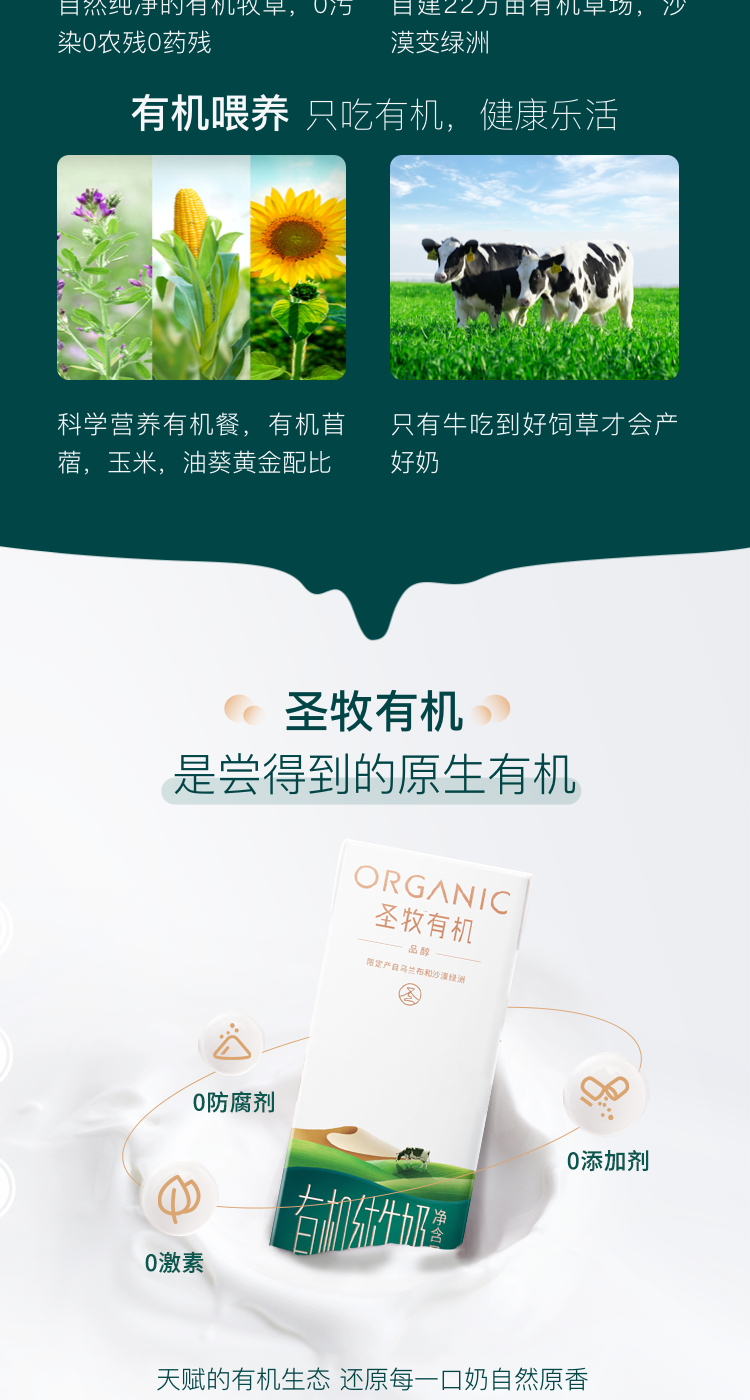 自然纯净的有机牧草，0污
染0农残0药残
自建22万亩有机草场，沙
漠变绿洲
有机喂养 只吃有机，健康乐活
科学营养有机餐，有机苜
蓿，玉米，油葵黄金配比
只有牛吃到好饲草才会产
好奶
圣牧有机
是尝得到的原生有机
ORGANIC
圣牧有机
品醇
限定产自乌兰布和沙漠绿洲
圣
0防腐剂
0添加剂
有机纯牛奶
净含
0激素
天赋的有机生态 还原每一口奶自然原香